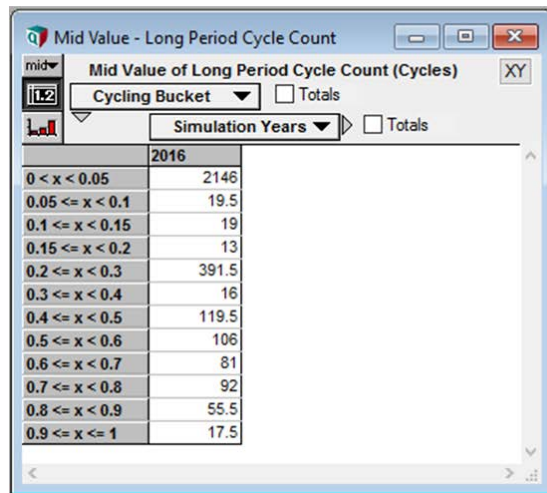 Mid Value - Long Period Cycle Count
mid Mid Value of Long Period Cycle Count (Cycles) XY
1.2 Cycling Bucket Totals
Simulation Years Totals
2016
0 < x < 0.05 2146
0.05 <= x < 0.1 19.5
0.1 <= x < 0.15 19
0.15 <= x < 0.2 13
0.2 <= x < 0.3 391.5
0.3 <= x < 0.4 16
0.4 <= x < 0.5 119.5
0.5 <= x < 0.6 106
0.6 <= x < 0.7 81
0.7 <= x < 0.8 92
0.8 <= x < 0.9 55.5
0.9 <= x <= 1 17.5